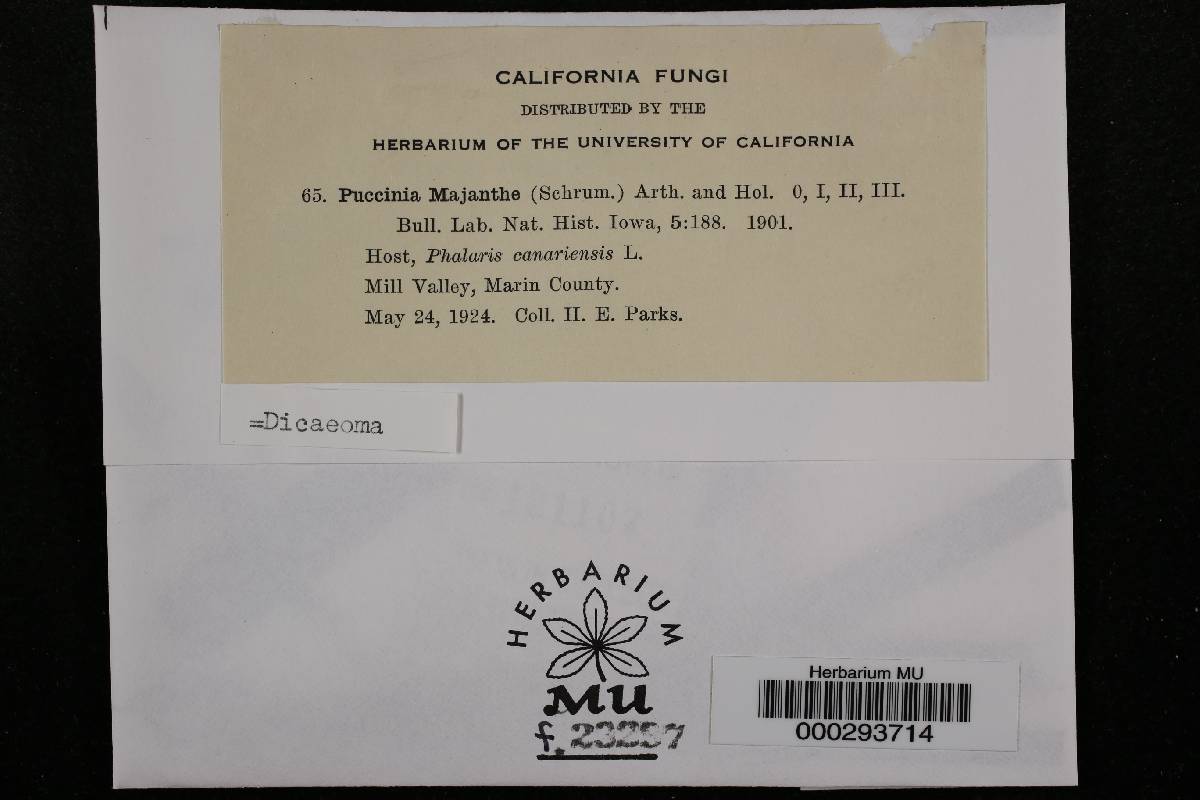 CALIFORNIA FUNGI
DISTRIBUTED BY THE
HERBARIUM OF THE UNIVERSITY OF CALIFORNIA
65. Puccinia Majanthe (Schrum.) Arth. and Hol. 0, I, II, III.
Bull. Lab. Nat. Hist. Iowa, 5:188. 1901.
Host, Phalaris canariensis L.
Mill Valley, Marin County.
May 24, 1924. Coll. H. E. Parks.
=Dicaeoma
HERBARIUM
MU
f. 23257
Herbarium MU
000293714